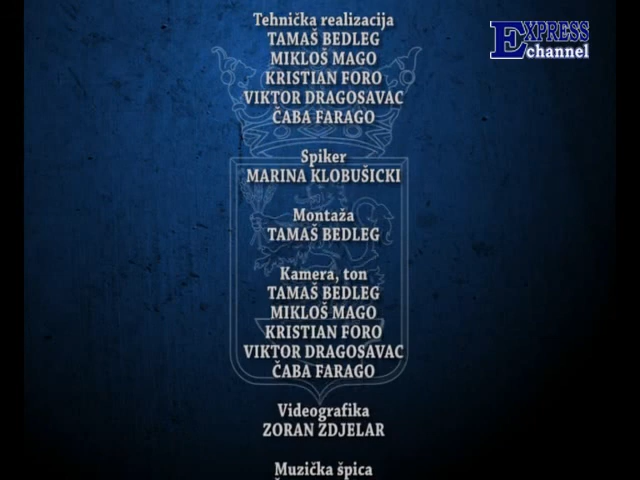 Tehnička realizacija
TAMAŠ BEDLEG
MIKLOŠ MAGO
KRISTIAN FORO
VIKTOR DRAGOSAVAC
ČABA FARAGO
Spiker
MARINA KLOBUŠICKI
Montaža
TAMAŠ BEDLEG
Kamera, ton
TAMAŠ BEDLEG
MIKLOŠ MAGO
KRISTIAN FORO
VIKTOR DRAGOSAVAC
ČABA FARAGO
Videografika
ZORAN ŽDJELAR
Muzička špica
EXPRESS
channel